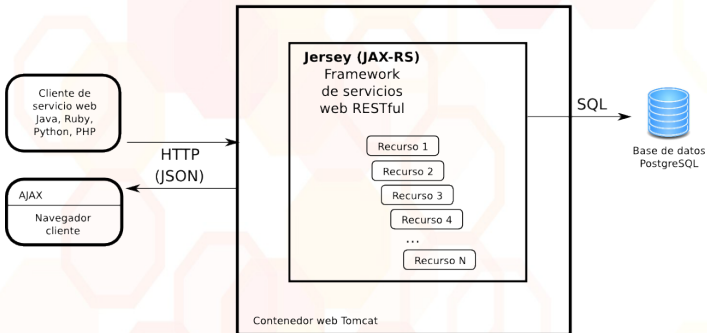 Cliente de
servicio web
Java, Ruby,
Python, PHP
HTTP
(JSON)
AJAX
Navegador
cliente
Jersey (JAX-RS)
Framework
de servicios
web RESTful
Recurso 1
Recurso 2
Recurso 3
Recurso 4
...
Recurso N
Contenedor web Tomcat
SQL
Base de datos
PostgreSQL